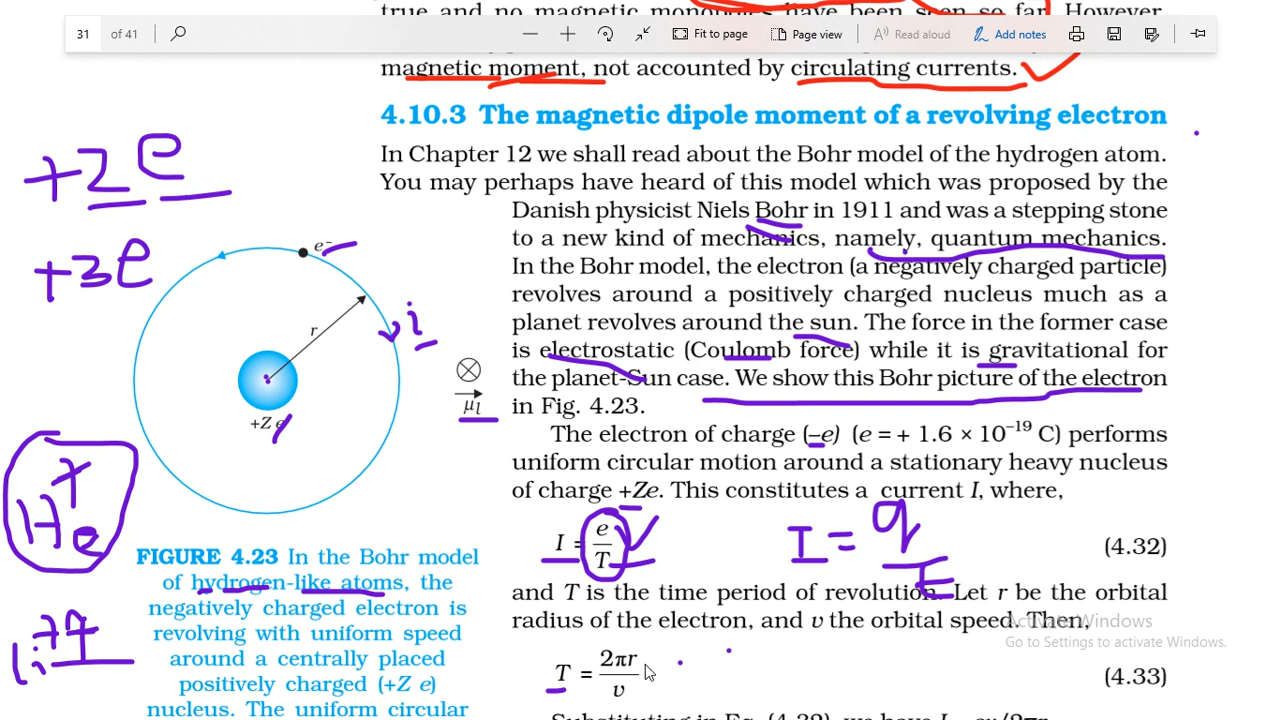 true and no magnetic monopoles have been seen so far. However,
31 of 41
Fit to page
Page view
Read aloud
Add notes
magnetic moment, not accounted by circulating currents.
4.10.3 The magnetic dipole moment of a revolving electron
In Chapter 12 we shall read about the Bohr model of the hydrogen atom.
You may perhaps have heard of this model which was proposed by the
Danish physicist Niels Bohr in 1911 and was a stepping stone
to a new kind of mechanics, namely, quantum mechanics.
In the Bohr model, the electron (a negatively charged particle)
revolves around a positively charged nucleus much as a
planet revolves around the sun. The force in the former case
is electrostatic (Coulomb force) while it is gravitational for
the planet-Sun case. We show this Bohr picture of the electron
in Fig. 4.23.
The electron of charge (–e) (e = + 1.6 × 10⁻¹⁹ C) performs
uniform circular motion around a stationary heavy nucleus
of charge +Ze. This constitutes a current I, where,
I = e/T
I = q/t
(4.32)
and T is the time period of revolution. Let r be the orbital
radius of the electron, and v the orbital speed. Then,
T = 2πr/v
(4.33)
Substituting in Eq. (4.32), we have I = ev/2πr.
+2e
+3e
e⁻
r
i
+Z e
μl
He+
Li++
FIGURE 4.23 In the Bohr model
of hydrogen-like atoms, the
negatively charged electron is
revolving with uniform speed
around a centrally placed
positively charged (+Z e)
nucleus. The uniform circular
Activate Windows
Go to Settings to activate Windows.